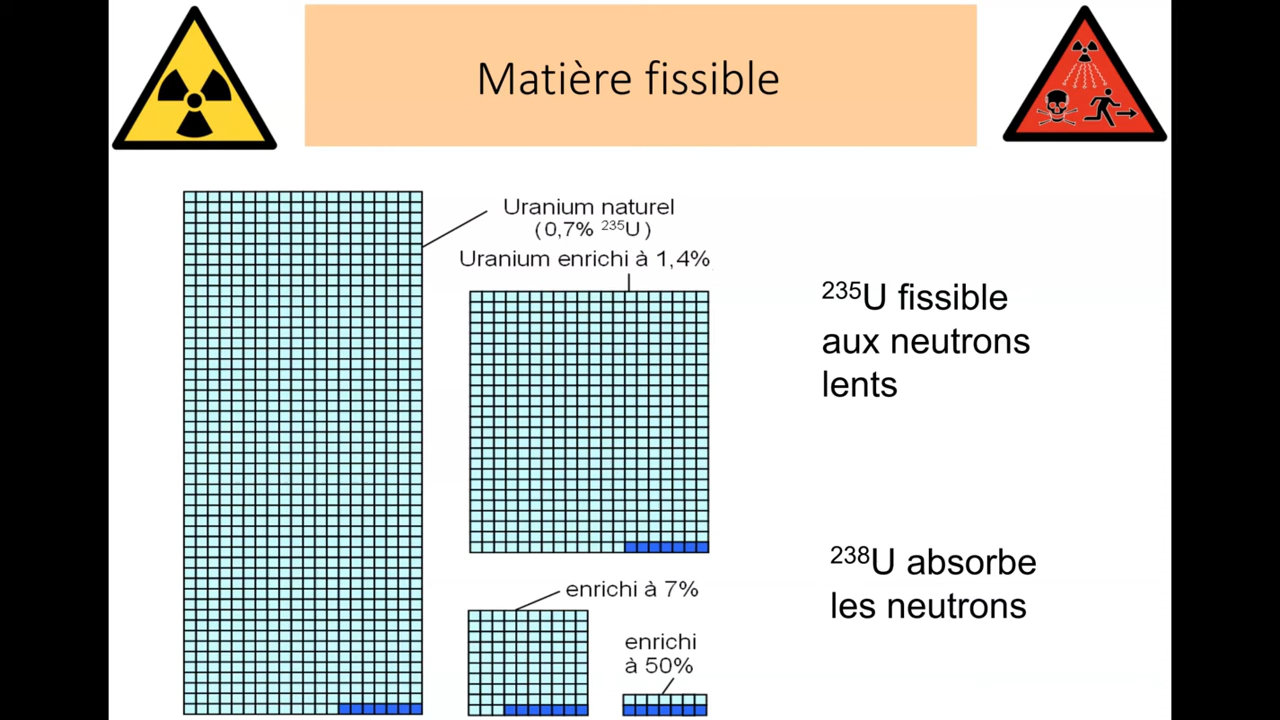 Matière fissible
Uranium naturel
(0,7% ²³⁵U)
Uranium enrichi à 1,4%
²³⁵U fissible
aux neutrons
lents
²³⁸U absorbe
les neutrons
enrichi à 7%
enrichi
à 50%